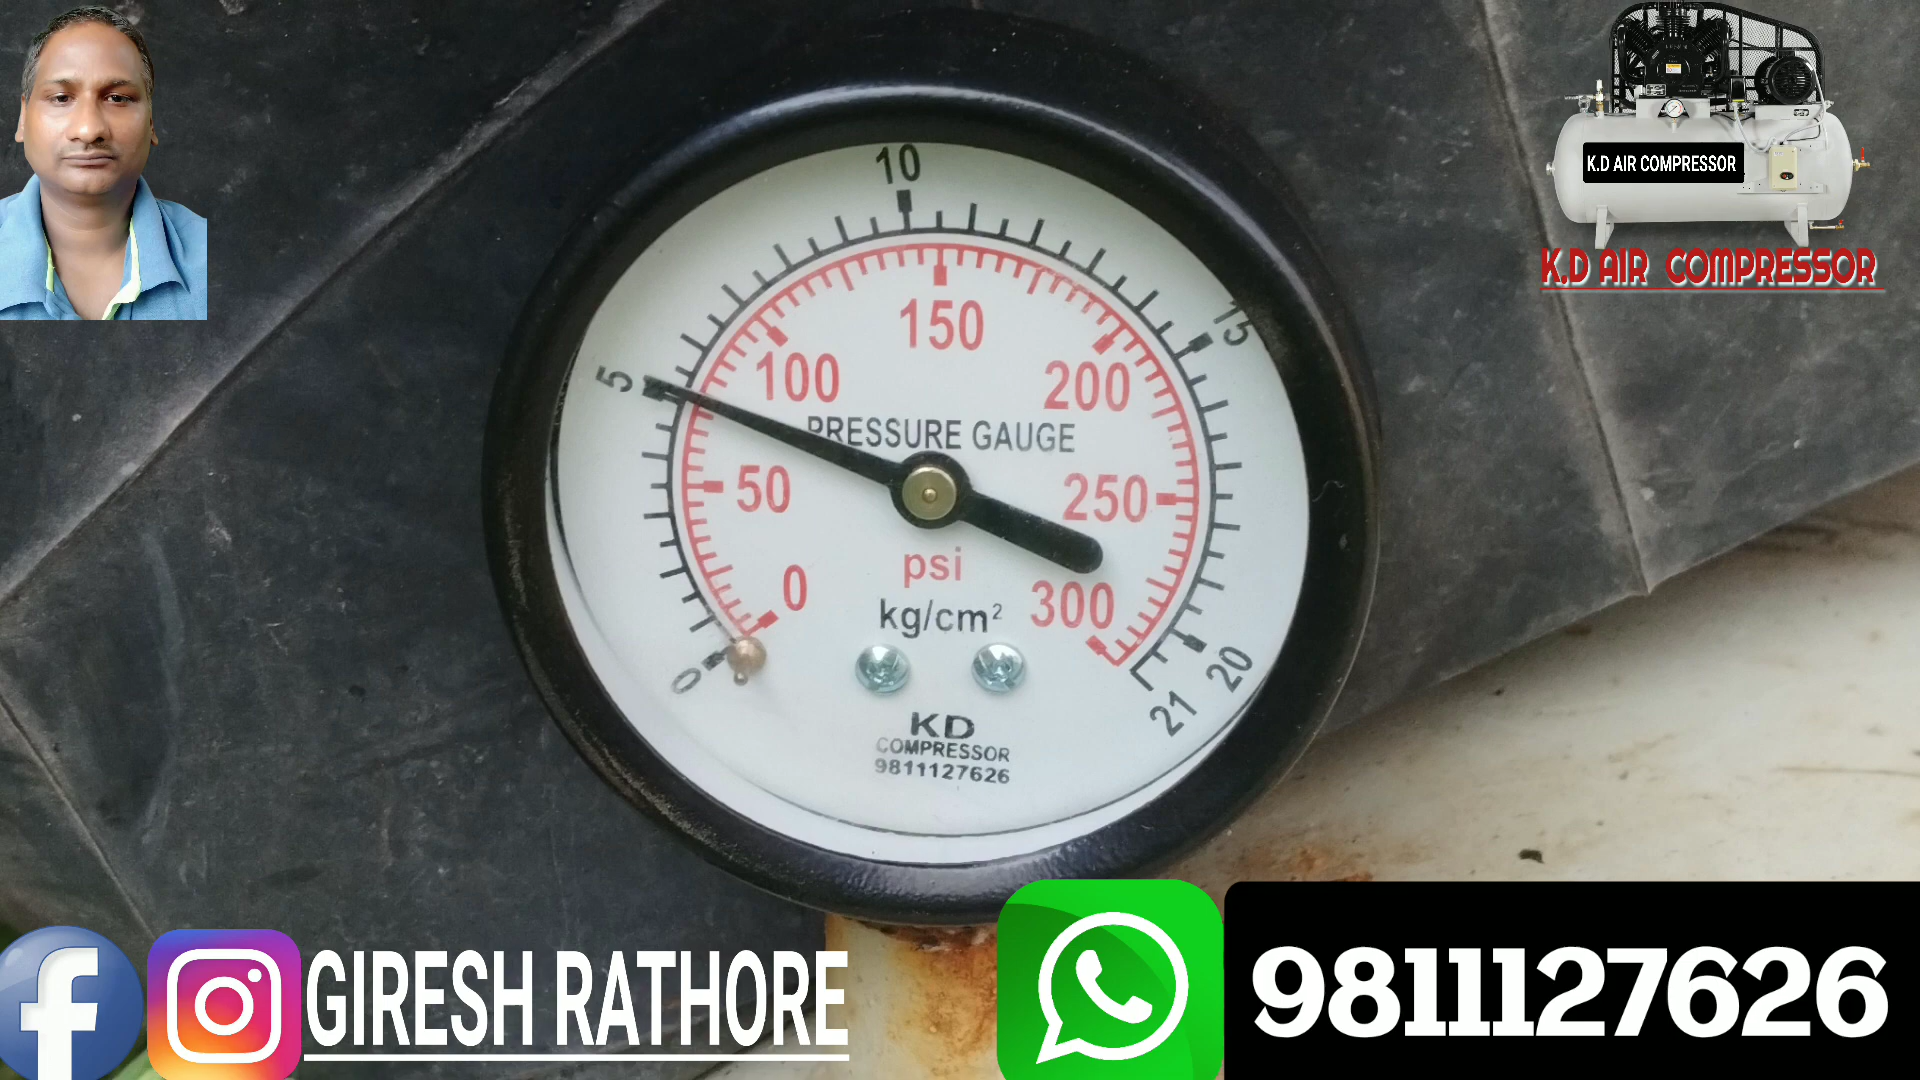 K.D AIR COMPRESSOR
K.D AIR COMPRESSOR
10
15
5
150
100
200
PRESSURE GAUGE
50
250
psi
0
300
kg/cm²
0
20
21
KD
COMPRESSOR
9811127626
GIRESH RATHORE
9811127626